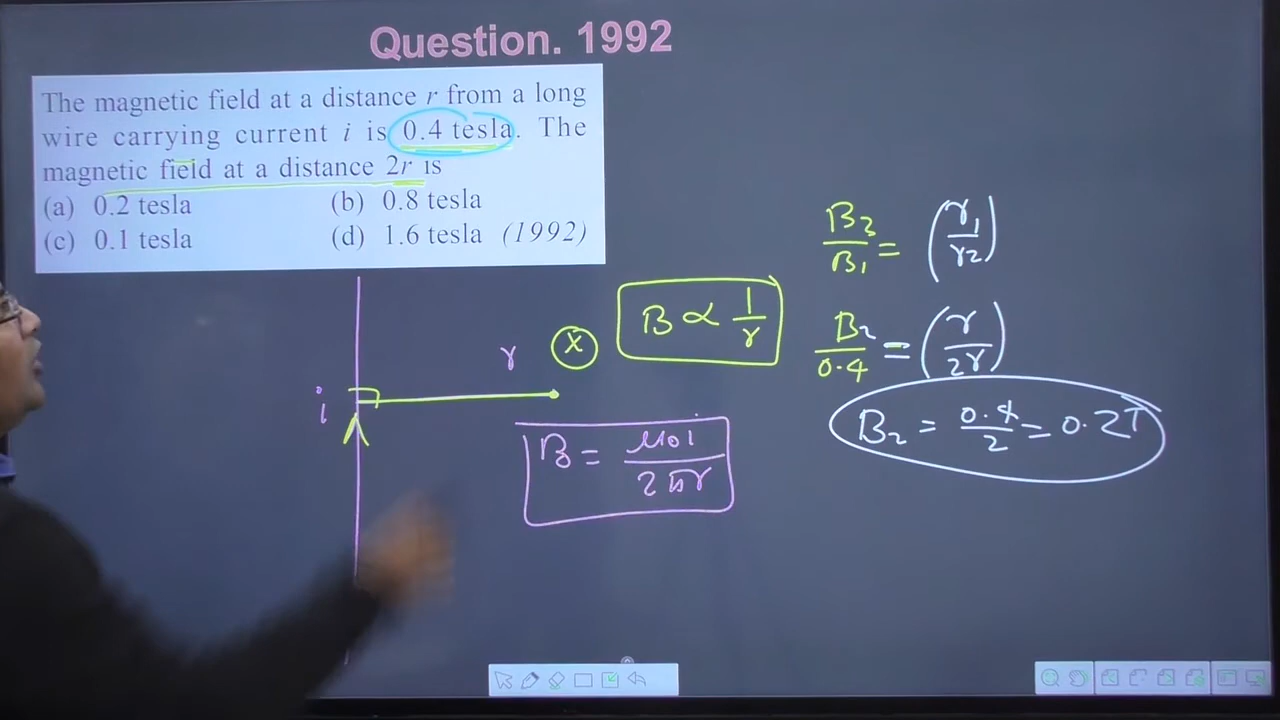 Question. 1992
The magnetic field at a distance r from a long
wire carrying current i is 0.4 tesla. The
magnetic field at a distance 2r is
(a) 0.2 tesla (b) 0.8 tesla
(c) 0.1 tesla (d) 1.6 tesla (1992)
B₂/B₁ = (r₁/r₂)
B ∝ 1/r
B₂/0.4 = (r/2r)
r
x
i
B₂ = 0.4/2 = 0.2T
B = μ₀i/2πr